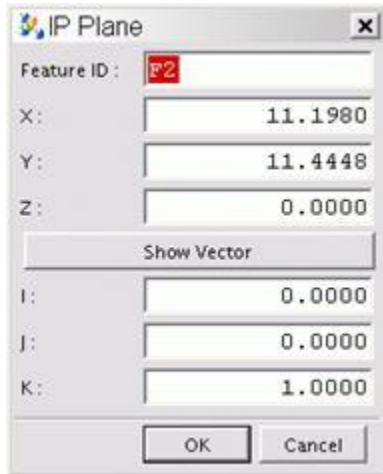 IP Plane
Feature ID : F2
X : 11.1980
Y : 11.4448
Z : 0.0000
Show Vector
I : 0.0000
J : 0.0000
K : 1.0000
OK Cancel